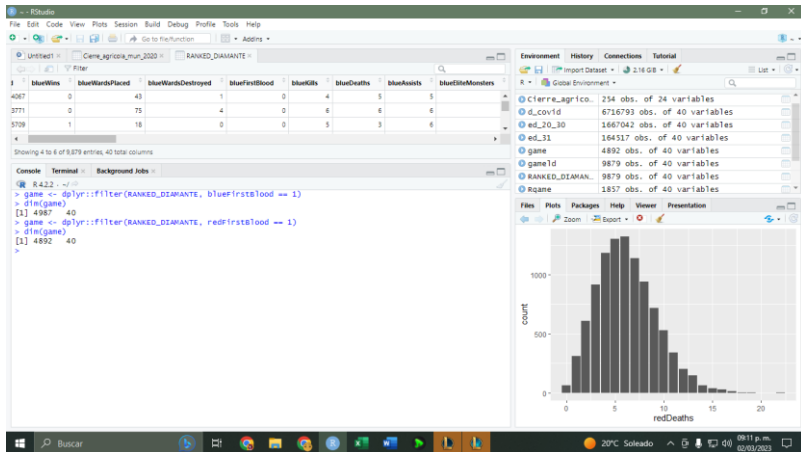 ~ - RStudio
File Edit Code View Plots Session Build Debug Profile Tools Help
Go to file/function Addins
Untitled1 × Cierre_agricola_mun_2020 × RANKED_DIAMANTE ×
Filter
blueWins blueWardsPlaced blueWardsDestroyed blueFirstBlood blueKills blueDeaths blueAssists blueEliteMonsters
4067 0 43 1 0 4 5 5
3771 0 75 4 0 6 6 6
5709 1 18 0 0 5 3 6
Showing 4 to 6 of 9,879 entries, 40 total columns
Console Terminal × Background Jobs ×
R 4.2.2 · ~/
> game <- dplyr::filter(RANKED_DIAMANTE, blueFirstBlood == 1)
> dim(game)
[1] 4987 40
> game <- dplyr::filter(RANKED_DIAMANTE, redFirstBlood == 1)
> dim(game)
[1] 4892 40
>
Environment History Connections Tutorial
Import Dataset 2.16 GiB List
R Global Environment
Cierre_agrico… 254 obs. of 24 variables
d_covid 6716793 obs. of 40 variables
ed_20_30 1667042 obs. of 40 variables
ed_31 164517 obs. of 40 variables
game 4892 obs. of 40 variables
gameld 9879 obs. of 40 variables
RANKED_DIAMAN… 9879 obs. of 40 variables
Rgame 1857 obs. of 40 variables
Files Plots Packages Help Viewer Presentation
Zoom Export
count
1000
500
0
0 5 10 15 20
redDeaths
Buscar
20°C Soleado
09:11 p. m.
02/03/2023